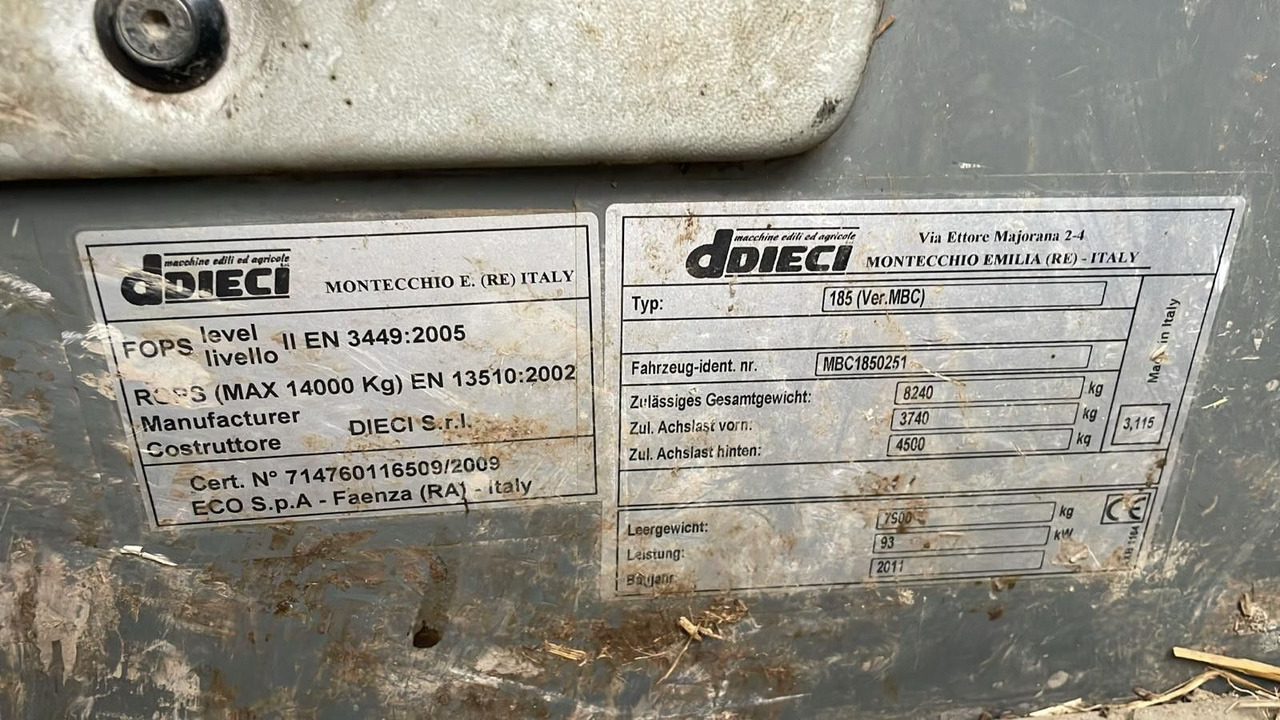 macchine edili ed agricole
dDIECI
MONTECCHIO E. (RE) ITALY
FOPS level II EN 3449:2005
livello
ROPS (MAX 14000 Kg) EN 13510:2002
Manufacturer
Costruttore
DIECI S.r.l.
Cert. N° 714760116509/2009
ECO S.p.A - Faenza (RA) - Italy
macchine edili ed agricole
dDIECI
Via Ettore Majorana 2-4
MONTECCHIO EMILIA (RE) - ITALY
Typ: 185 (Ver.MBC)
Fahrzeug-ident. nr. MBC1850251
Zulässiges Gesamtgewicht: 8240 kg
Zul. Achslast vorn: 3740 kg
Zul. Achslast hinten: 4500 kg
Made in Italy
3,115
Leergewicht: 7500 kg
Leistung: 93 kW
Baujahr 2011
CE